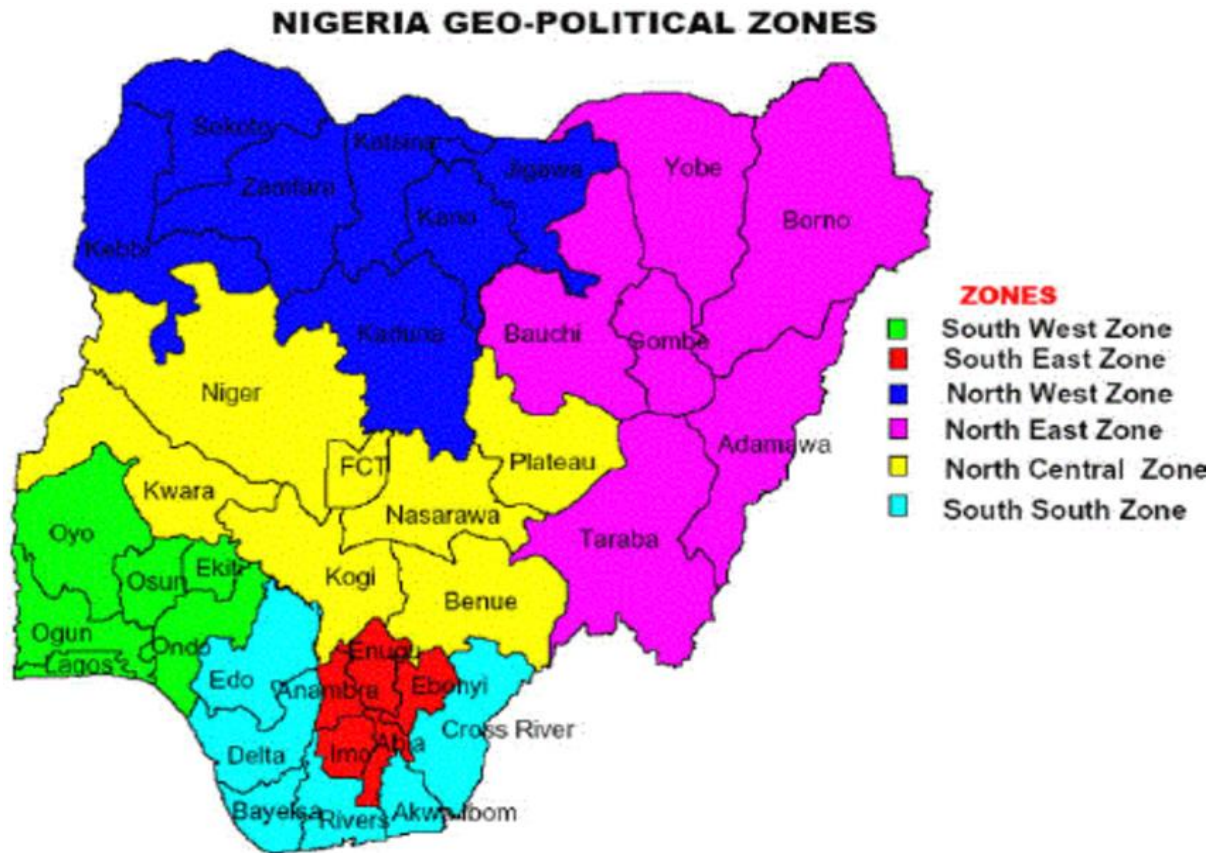 NIGERIA GEO-POLITICAL ZONES
Sokoto
Katsina
Jigawa
Yobe
Zamfara
Kano
Borno
Kebbi
Kaduna
Bauchi
Gombe
Niger
Adamawa
FCT
Plateau
Kwara
Nasarawa
Oyo
Taraba
Osun
Ekiti
Kogi
Benue
Ogun
Ondo
Lagos
Enugu
Edo
Anambra
Ebonyi
Cross River
Delta
Imo
Abia
Bayelsa
Rivers
Akwa-Ibom
ZONES
South West Zone
South East Zone
North West Zone
North East Zone
North Central Zone
South South Zone